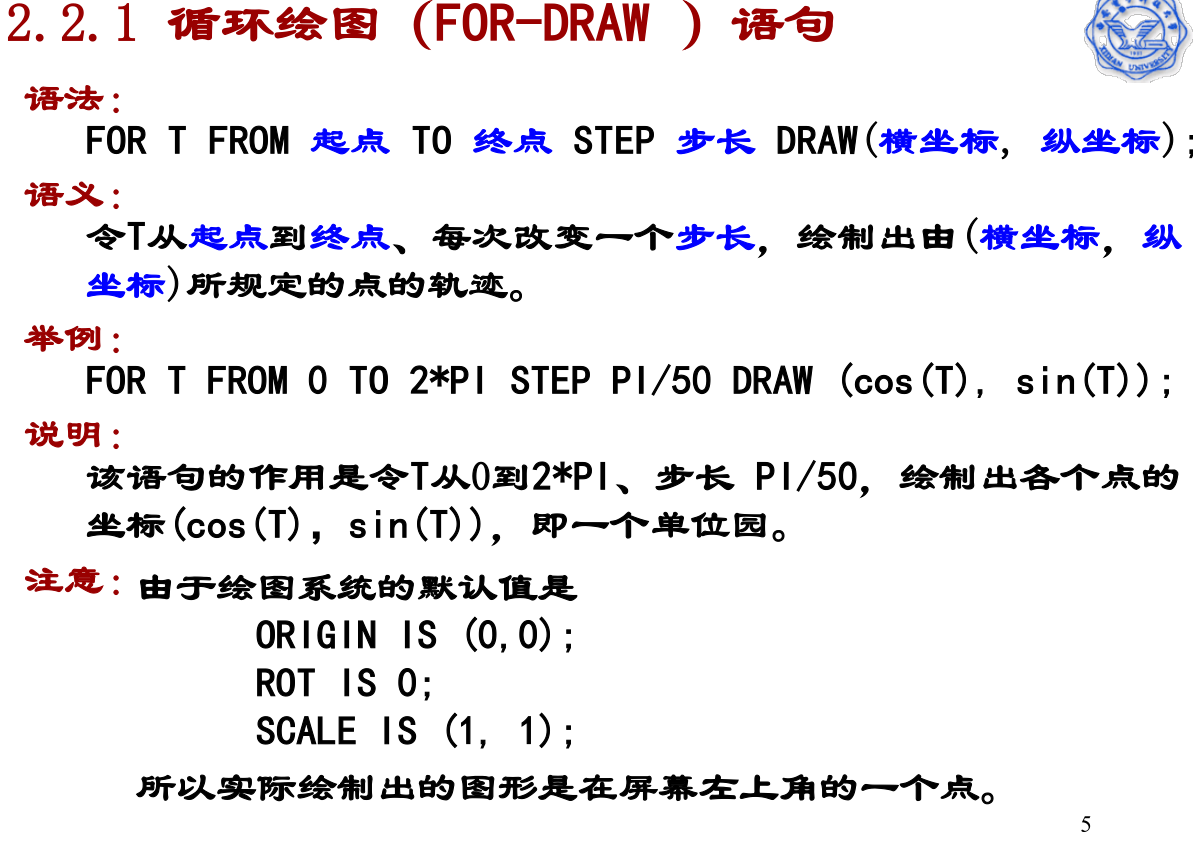 2.2.1 循环绘图（FOR-DRAW ）语句
语法：
FOR T FROM 起点 TO 终点 STEP 步长 DRAW(横坐标, 纵坐标);
语义：
令T从起点到终点、每次改变一个步长，绘制出由(横坐标，纵
坐标)所规定的点的轨迹。
举例：
FOR T FROM 0 TO 2*PI STEP PI/50 DRAW (cos(T), sin(T));
说明：
该语句的作用是令T从0到2*PI、步长 PI/50，绘制出各个点的
坐标(cos(T)，sin(T))，即一个单位园。
注意：由于绘图系统的默认值是
ORIGIN IS (0,0);
ROT IS 0;
SCALE IS (1, 1);
所以实际绘制出的图形是在屏幕左上角的一个点。
5